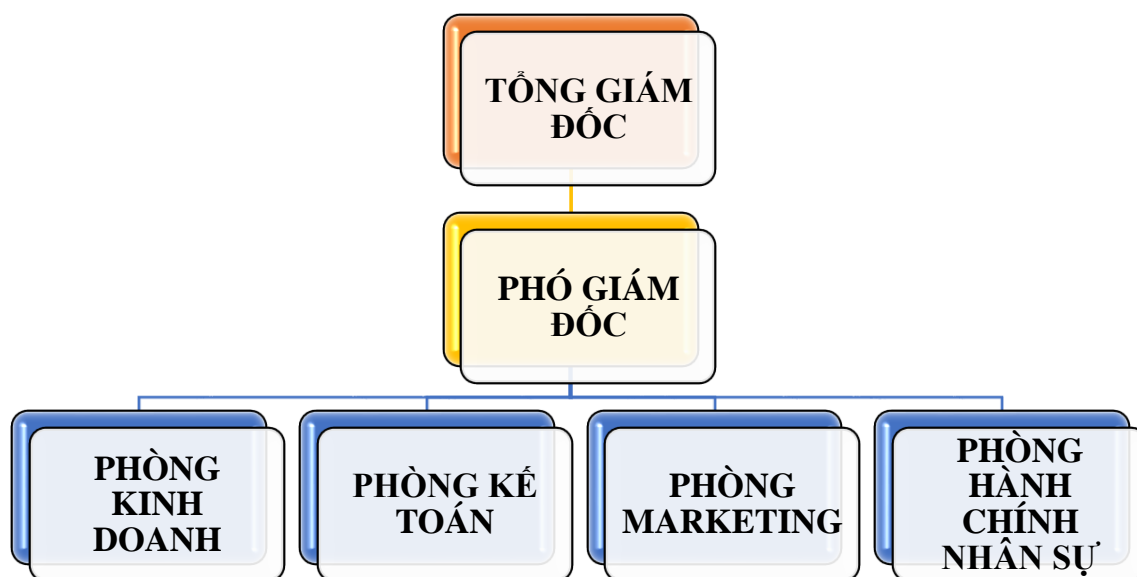 TỔNG GIÁM
ĐỐC
PHÓ GIÁM
ĐỐC
PHÒNG
KINH
DOANH
PHÒNG KẾ
TOÁN
PHÒNG
MARKETING
PHÒNG
HÀNH
CHÍNH
NHÂN SỰ